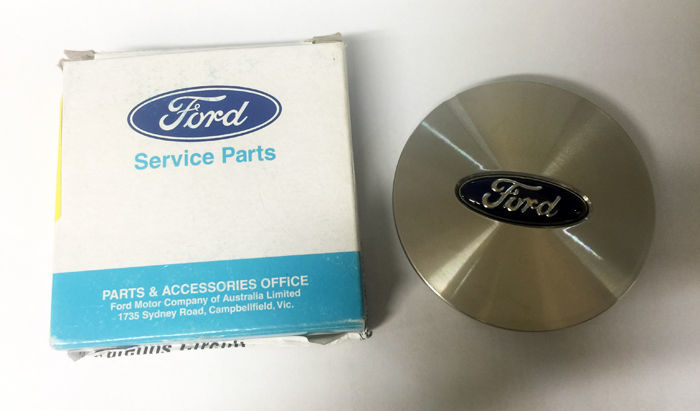 Ford
Service Parts
PARTS & ACCESSORIES OFFICE
Ford Motor Company of Australia Limited
1735 Sydney Road, Campbellfield, Vic.
Ford